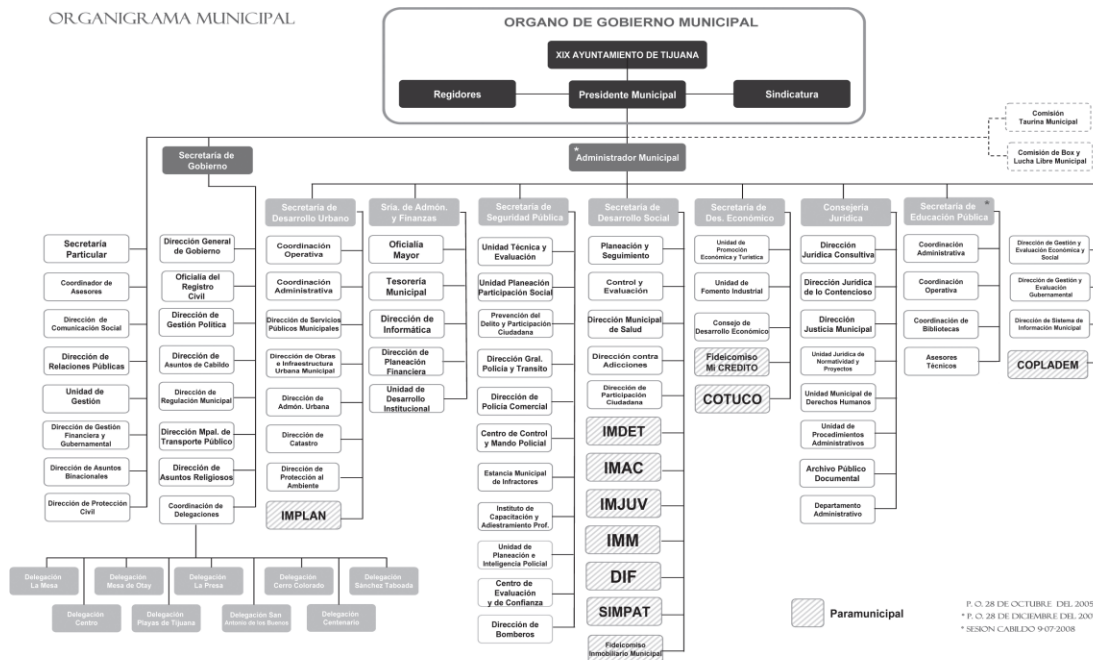 ORGANIGRAMA MUNICIPAL
ORGANO DE GOBIERNO MUNICIPAL
XIX AYUNTAMIENTO DE TIJUANA
Regidores
Presidente Municipal
Sindicatura
Comisión
Taurina Municipal
Comisión de Box y
Lucha Libre Municipal
Secretaría de
Gobierno
* Administrador Municipal
Secretaría de
Desarrollo Urbano
Sría. de Admón.
y Finanzas
Secretaría de
Seguridad Pública
Secretaría de
Desarrollo Social
Secretaría de
Des. Económico
Consejería
Jurídica
Secretaría de *
Educación Pública
Secretaría
Particular
Coordinador de
Asesores
Dirección de
Comunicación Social
Dirección de
Relaciones Públicas
Unidad de
Gestión
Dirección de Gestión
Financiera y
Gubernamental
Dirección de Asuntos
Binacionales
Dirección de Protección
Civil
Dirección General
de Gobierno
Oficialía del
Registro
Civil
Dirección de
Gestión Política
Dirección de
Asuntos de Cabildo
Dirección de
Regulación Municipal
Dirección Mpal. de
Transporte Público
Dirección de
Asuntos Religiosos
Coordinación de
Delegaciones
Coordinación
Operativa
Coordinación
Administrativa
Dirección de Servicios
Públicos Municipales
Dirección de Obras
e Infraestructura
Urbana Municipal
Dirección de
Admón. Urbana
Dirección de
Catastro
Dirección de
Protección al
Ambiente
IMPLAN
Oficialía
Mayor
Tesorería
Municipal
Dirección de
Informática
Dirección de
Planeación
Financiera
Unidad de
Desarrollo
Institucional
Unidad Técnica y
Evaluación
Unidad Planeación
Participación Social
Prevención del
Delito y Participación
Ciudadana
Dirección Gral.
Policía y Transito
Dirección de
Policía Comercial
Centro de Control
y Mando Policial
Estancia Municipal
de Infractores
Instituto de
Capacitación y
Adiestramiento Prof.
Unidad de
Planeación e
Inteligencia Policial
Centro de
Evaluación
y de Confianza
Dirección de
Bomberos
Planeación y
Seguimiento
Control y
Evaluación
Dirección Municipal
de Salud
Dirección contra
Adicciones
Dirección de
Participación
Ciudadana
IMDET
IMAC
IMJUV
IMM
DIF
SIMPAT
Fideicomiso
Inmobiliario Municipal
Unidad de
Promoción
Económica y Turística
Unidad de
Fomento Industrial
Consejo de
Desarrollo Económico
Fideicomiso
Mi CREDITO
COTUCO
Dirección
Jurídica Consultiva
Dirección Jurídica
de lo Contencioso
Dirección
Justicia Municipal
Unidad Jurídica de
Normatividad y
Proyectos
Unidad Municipal de
Derechos Humanos
Unidad de
Procedimientos
Administrativos
Archivo Público
Documental
Departamento
Administrativo
Coordinación
Administrativa
Coordinación
Operativa
Coordinación de
Bibliotecas
Asesores
Técnicos
Dirección de Gestión y
Evaluación Económica y
Social
Dirección de Gestión y
Evaluación
Gubernamental
Dirección de Sistema de
Información Municipal
COPLADEM
Delegación
La Mesa
Delegación
Mesa de Otay
Delegación
La Presa
Delegación
Cerro Colorado
Delegación
Sánchez Taboada
Delegación
Centro
Delegación
Playas de Tijuana
Delegación San
Antonio de los Buenos
Delegación
Centenario
Paramunicipal
P. O. 28 DE OCTUBRE DEL 2005
* P. O. 28 DE DICIEMBRE DEL 200
* SESION CABILDO 9-07-2008